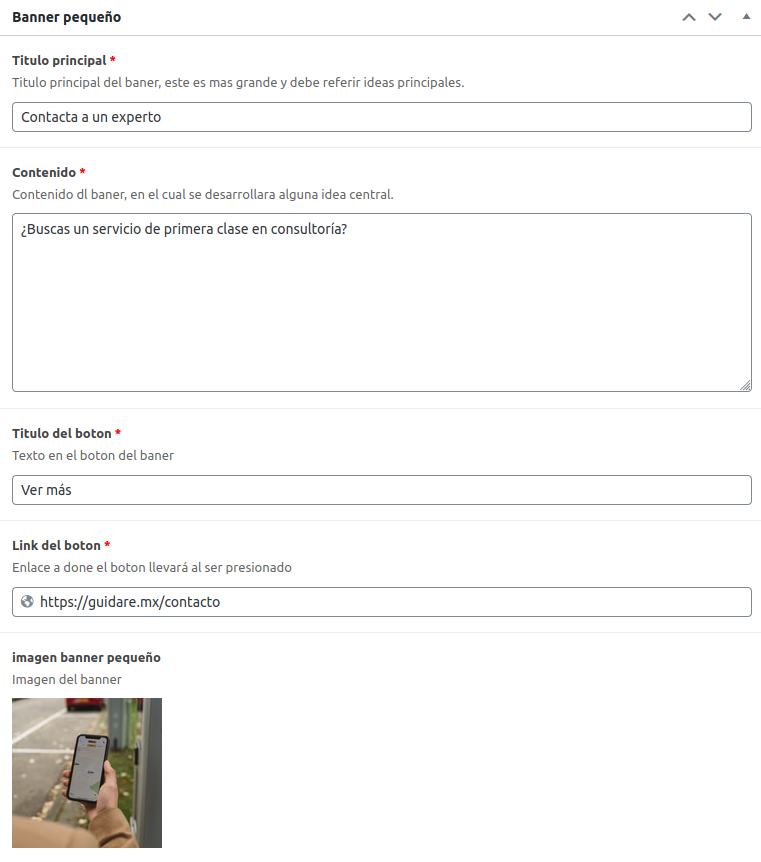 Banner pequeño
Titulo principal *
Titulo principal del baner, este es mas grande y debe referir ideas principales.
Contacta a un experto
Contenido *
Contenido dl baner, en el cual se desarrollara alguna idea central.
¿Buscas un servicio de primera clase en consultoría?
Titulo del boton *
Texto en el boton del baner
Ver más
Link del boton *
Enlace a done el boton llevará al ser presionado
https://guidare.mx/contacto
imagen banner pequeño
Imagen del banner